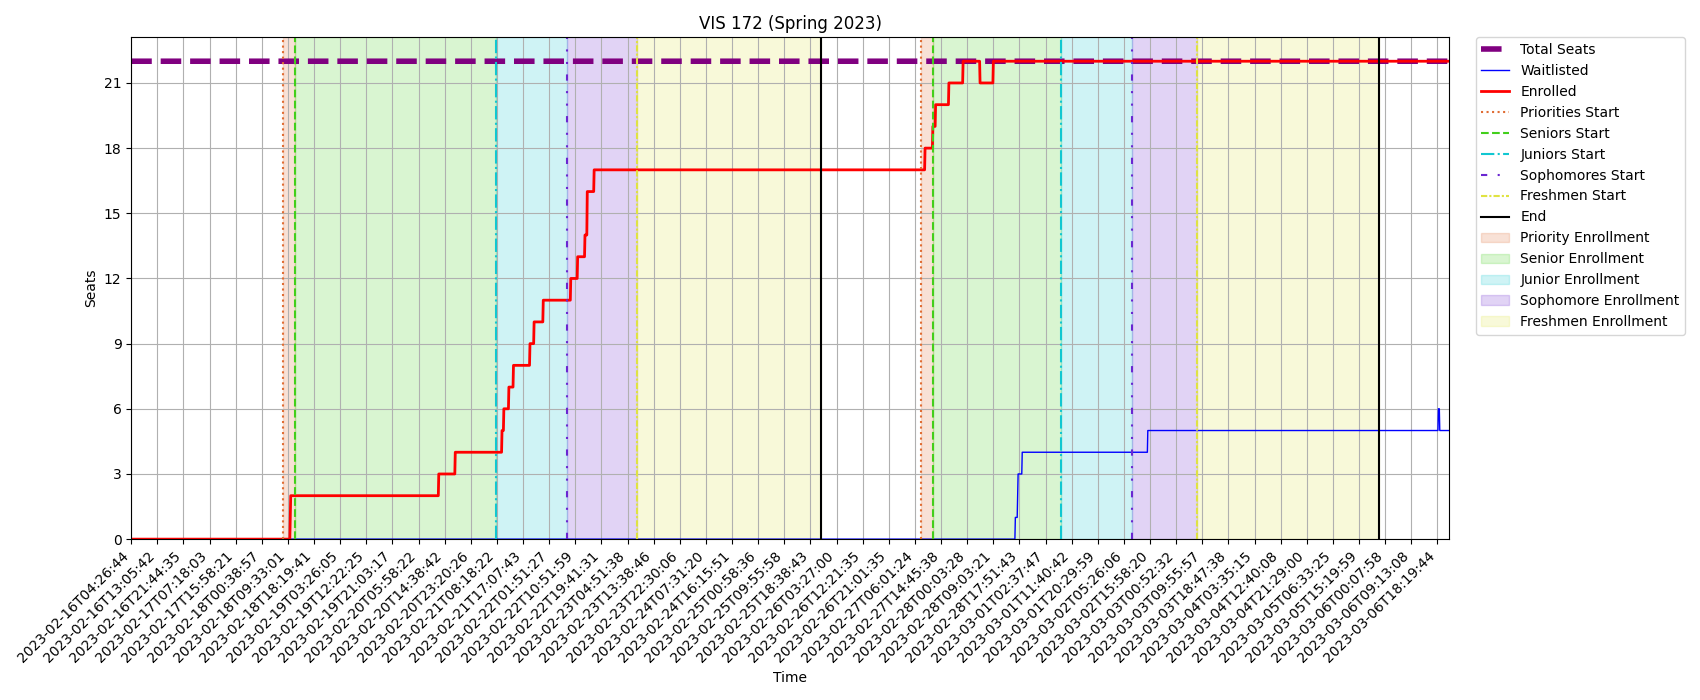 VIS 172 (Spring 2023)
Total Seats
Waitlisted
Enrolled
Priorities Start
Seniors Start
Juniors Start
Sophomores Start
Freshmen Start
End
Priority Enrollment
Senior Enrollment
Junior Enrollment
Sophomore Enrollment
Freshmen Enrollment
Seats
21
18
15
12
9
6
3
0
2023-02-16T04:26:44
2023-02-16T13:05:42
2023-02-16T21:44:35
2023-02-17T07:18:03
2023-02-17T15:58:21
2023-02-18T00:38:57
2023-02-18T09:33:01
2023-02-18T18:19:41
2023-02-19T03:26:05
2023-02-19T12:22:25
2023-02-19T21:03:17
2023-02-20T05:58:22
2023-02-20T14:38:42
2023-02-20T23:20:26
2023-02-21T08:18:22
2023-02-21T17:07:43
2023-02-22T01:51:27
2023-02-22T10:51:59
2023-02-22T19:41:31
2023-02-23T04:51:38
2023-02-23T13:38:46
2023-02-23T22:30:06
2023-02-24T07:31:20
2023-02-24T16:15:51
2023-02-25T00:58:36
2023-02-25T09:55:58
2023-02-25T18:38:43
2023-02-26T03:27:00
2023-02-26T12:21:35
2023-02-26T21:01:35
2023-02-27T06:01:24
2023-02-27T14:45:38
2023-02-28T00:03:28
2023-02-28T09:03:21
2023-02-28T17:51:43
2023-03-01T02:37:47
2023-03-01T11:40:42
2023-03-01T20:29:59
2023-03-02T05:26:06
2023-03-02T15:58:20
2023-03-03T00:52:32
2023-03-03T09:55:57
2023-03-03T18:47:38
2023-03-04T03:35:15
2023-03-04T12:40:08
2023-03-04T21:29:00
2023-03-05T06:33:25
2023-03-05T15:19:59
2023-03-06T00:07:58
2023-03-06T09:13:08
2023-03-06T18:19:44
Time